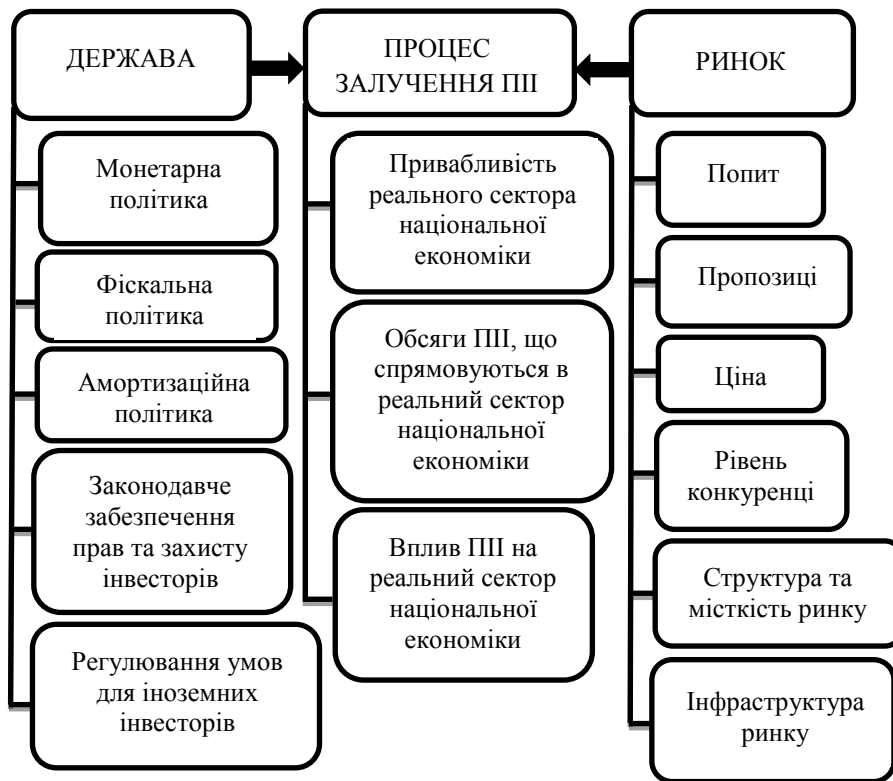 ДЕРЖАВА
Монетарна
політика
Фіскальна
політика
Амортизаційна
політика
Законодавче
забезпечення
прав та захисту
інвесторів
Регулювання умов
для іноземних
інвесторів
ПРОЦЕС
ЗАЛУЧЕННЯ ПІІ
Привабливість
реального сектора
національної
економіки
Обсяги ПІІ, що
спрямовуються в
реальний сектор
національної
економіки
Вплив ПІІ на
реальний сектор
національної
економіки
РИНОК
Попит
Пропозиці
Ціна
Рівень
конкуренці
Структура та
місткість ринку
Інфраструктура
ринку